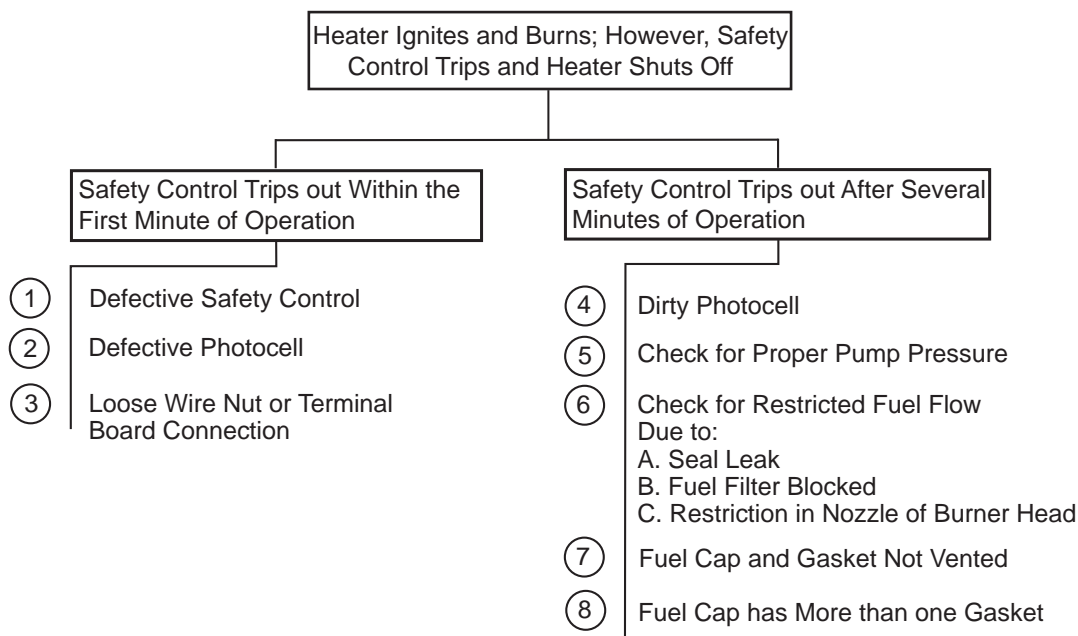 Heater Ignites and Burns; However, Safety
Control Trips and Heater Shuts Off
Safety Control Trips out Within the
First Minute of Operation
1 Defective Safety Control
2 Defective Photocell
3 Loose Wire Nut or Terminal
Board Connection
Safety Control Trips out After Several
Minutes of Operation
4 Dirty Photocell
5 Check for Proper Pump Pressure
6 Check for Restricted Fuel Flow
Due to:
A. Seal Leak
B. Fuel Filter Blocked
C. Restriction in Nozzle of Burner Head
7 Fuel Cap and Gasket Not Vented
8 Fuel Cap has More than one Gasket